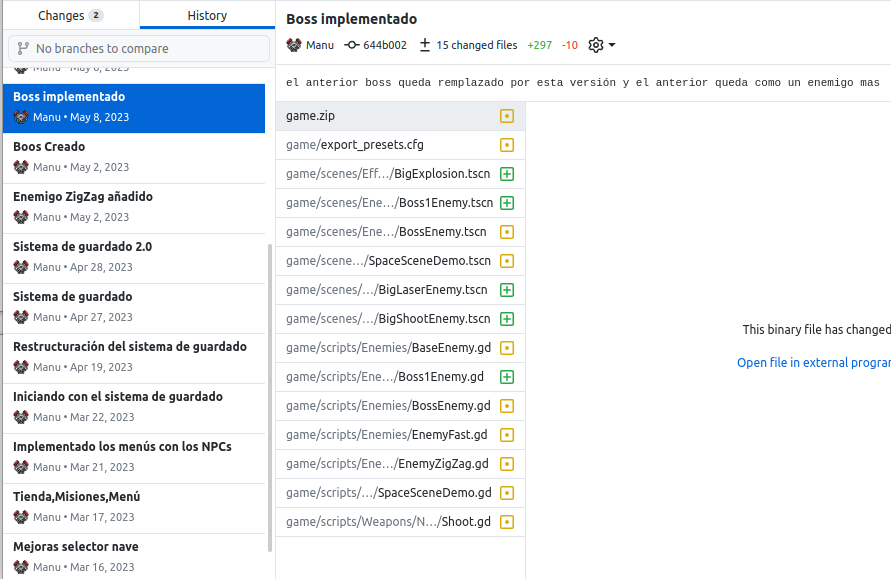 Changes 2
History
No branches to compare
Manu • May 8, 2023
Boss implementado
Manu • May 8, 2023
Boos Creado
Manu • May 2, 2023
Enemigo ZigZag añadido
Manu • May 2, 2023
Sistema de guardado 2.0
Manu • Apr 28, 2023
Sistema de guardado
Manu • Apr 27, 2023
Restructuración del sistema de guardado
Manu • Apr 19, 2023
Iniciando con el sistema de guardado
Manu • Mar 22, 2023
Implementado los menús con los NPCs
Manu • Mar 21, 2023
Tienda,Misiones,Menú
Manu • Mar 17, 2023
Mejoras selector nave
Manu • Mar 16, 2023
Boss implementado
Manu 644b002 15 changed files +297 -10
el anterior boss queda remplazado por esta versión y el anterior queda como un enemigo mas
game.zip
game/export_presets.cfg
game/scenes/Eff…/BigExplosion.tscn
game/scenes/Ene…/Boss1Enemy.tscn
game/scenes/Ene…/BossEnemy.tscn
game/scene…/SpaceSceneDemo.tscn
game/scenes/…/BigLaserEnemy.tscn
game/scenes/…/BigShootEnemy.tscn
game/scripts/Enemies/BaseEnemy.gd
game/scripts/Ene…/Boss1Enemy.gd
game/scripts/Enemies/BossEnemy.gd
game/scripts/Enemies/EnemyFast.gd
game/scripts/Ene…/EnemyZigZag.gd
game/scripts/…/SpaceSceneDemo.gd
game/scripts/Weapons/N…/Shoot.gd
This binary file has changed
Open file in external progra